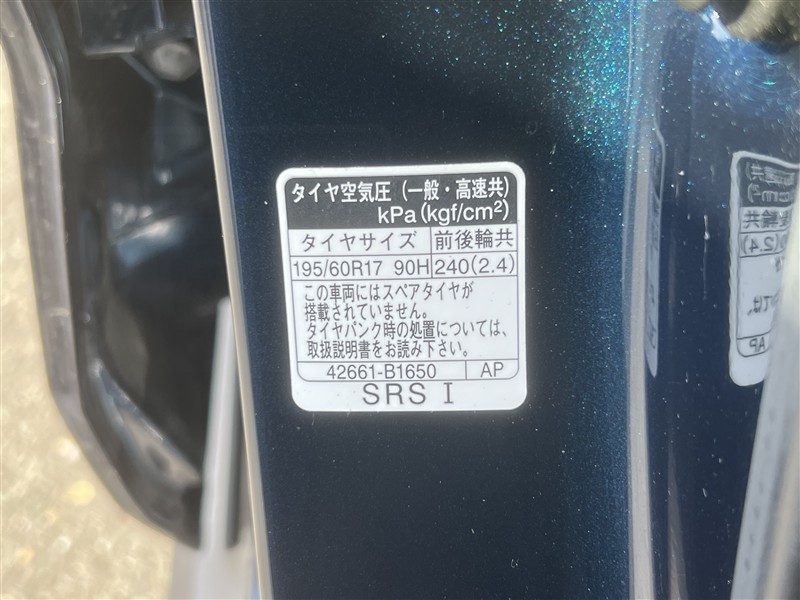 タイヤ空気圧（一般・高速共）
kPa(kgf/cm²)
タイヤサイズ 前後輪共
195/60R17 90H 240(2.4)
この車両にはスペアタイヤが
搭載されていません。
タイヤパンク時の処置については、
取扱説明書をお読み下さい。
42661-B1650 AP
SRS I